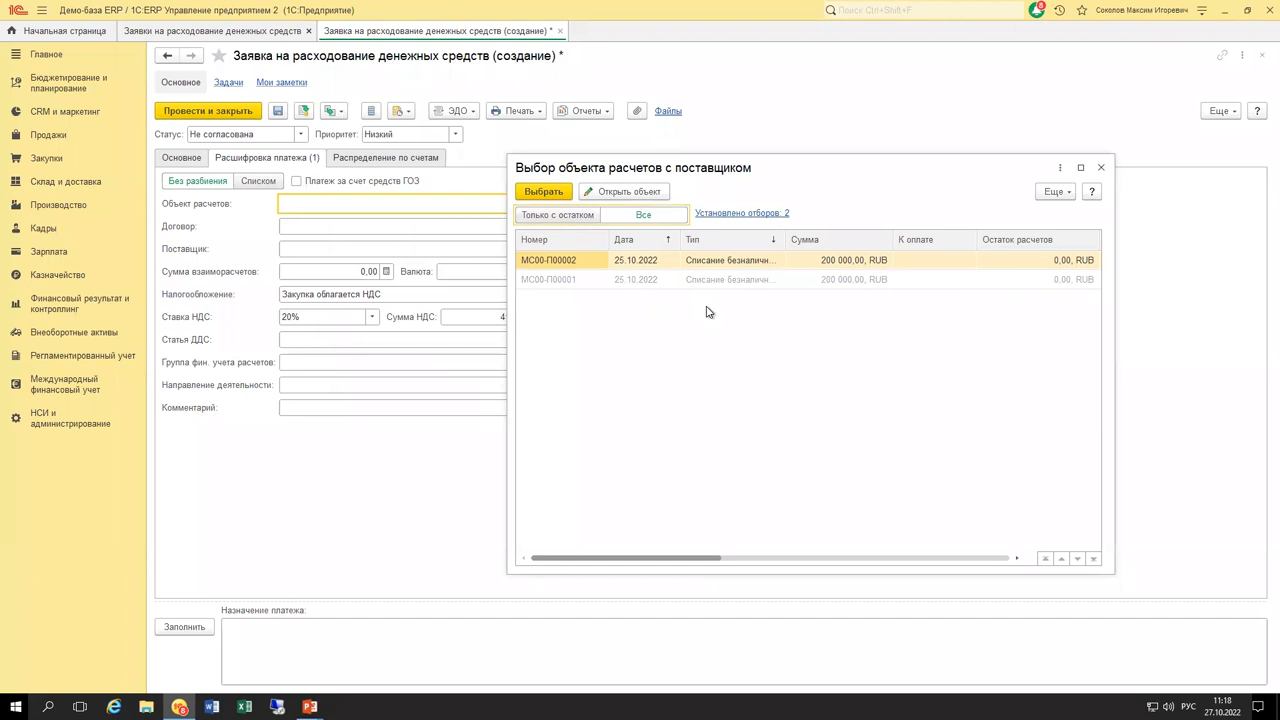 Демо-база ERP / 1С:ERP Управление предприятием 2 (1С:Предприятие)
Поиск Ctrl+Shift+F
8
Соколов Максим Игоревич
Начальная страница
Заявки на расходование денежных средств ×
Заявка на расходование денежных средств (создание) * ×
Главное
Бюджетирование и
планирование
CRM и маркетинг
Продажи
Закупки
Склад и доставка
Производство
Кадры
Зарплата
Казначейство
Финансовый результат и
контроллинг
Внеоборотные активы
Регламентированный учет
Международный
финансовый учет
НСИ и
администрирование
Заявка на расходование денежных средств (создание) *
Основное Задачи Мои заметки
Провести и закрыть ЭДО Печать Отчеты Файлы Еще ?
Статус: Не согласована Приоритет: Низкий
Основное Расшифровка платежа (1) Распределение по счетам
Без разбиения Списком Платеж за счет средств ГОЗ
Объект расчетов:
Договор:
Поставщик:
Сумма взаиморасчетов: 0,00 Валюта:
Налогообложение: Закупка облагается НДС
Ставка НДС: 20% Сумма НДС:
Статья ДДС:
Группа фин. учета расчетов:
Направление деятельности:
Комментарий:
Выбор объекта расчетов с поставщиком
Выбрать Открыть объект Еще ?
Только с остатком Все Установлено отборов: 2
Номер Дата ↑ Тип ↓ Сумма К оплате Остаток расчетов
МС00-П00002 25.10.2022 Списание безналичн... 200 000,00, RUB 0,00, RUB
МС00-П00001 25.10.2022 Списание безналичн... 200 000,00, RUB 0,00, RUB
Назначение платежа:
Заполнить
РУС
11:18
27.10.2022